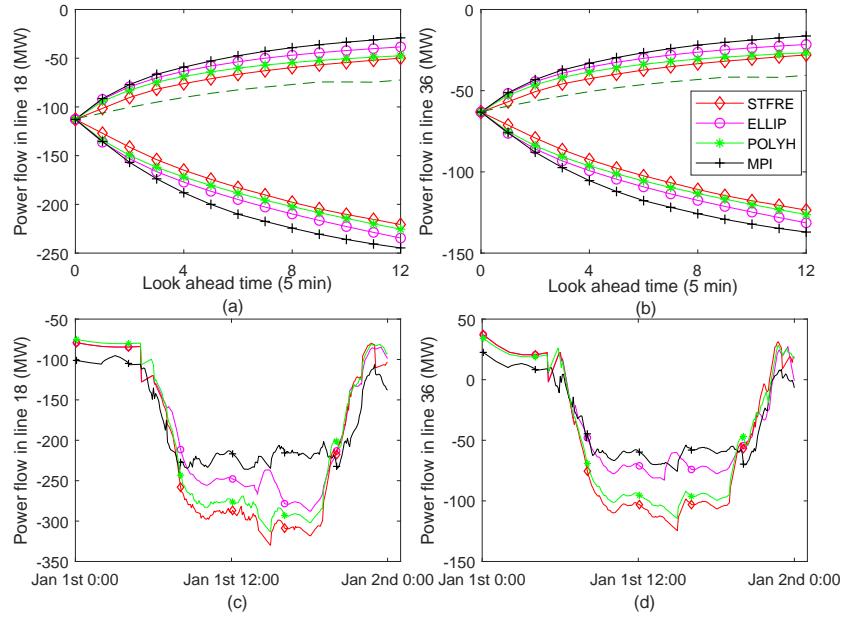 0
-50
-100
-150
-200
-250
Power flow in line 18 (MW)
0
4
8
12
Look ahead time (5 min)
(a)
0
-50
-100
-150
Power flow in line 36 (MW)
STFRE
ELLIP
POLYH
MPI
0
4
8
12
Look ahead time (5 min)
(b)
-50
-100
-150
-200
-250
-300
-350
Power flow in line 18 (MW)
Jan 1st 0:00
Jan 1st 12:00
Jan 2nd 0:00
(c)
50
0
-50
-100
-150
Power flow in line 36 (MW)
Jan 1st 0:00
Jan 1st 12:00
Jan 2nd 0:00
(d)